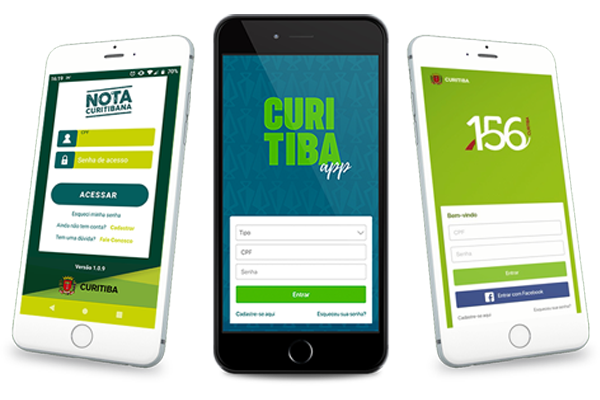 16:19
70%
NOTA
CURITIBANA
CPF
Senha de acesso
ACESSAR
Esqueci minha senha
Ainda não tem conta? Cadastrar
Tem uma dúvida? Fale Conosco
Versão 1.0.9
CURITIBA
CURI
TIBA
app
Tipo
CPF
Senha
Entrar
Cadastre-se aqui
Esqueceu sua senha?
CURITIBA
156
Bem-vindo
CPF
Senha
Entrar
Entrar com Facebook
Cadastre-se aqui
Esqueceu sua senha?